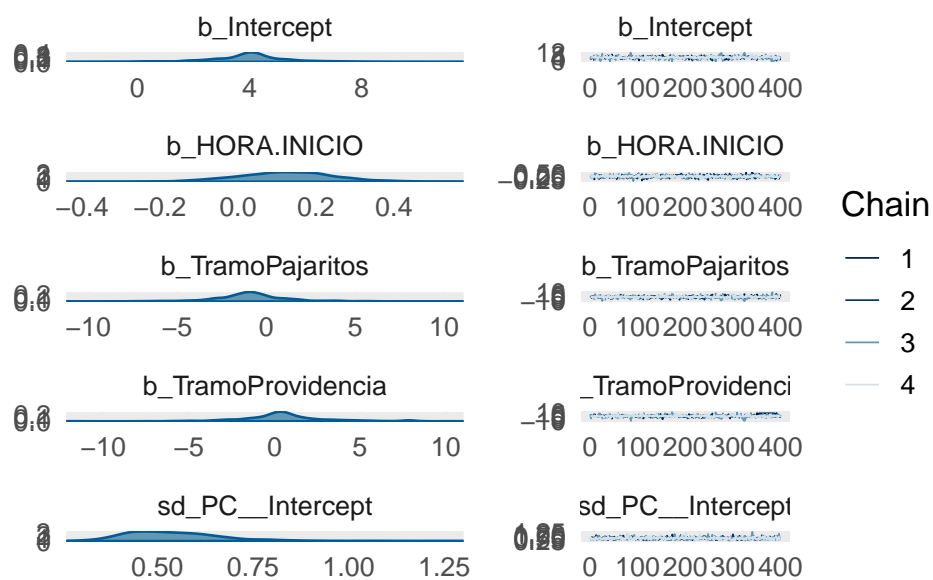 b_Intercept
0 4 8
b_Intercept
0 100 200 300 400
b_HORA.INICIO
−0.4 −0.2 0.0 0.2 0.4
b_HORA.INICIO
0 100 200 300 400
Chain
1
2
3
4
b_TramoPajaritos
−10 −5 0 5 10
b_TramoPajaritos
0 100 200 300 400
b_TramoProvidencia
−10 −5 0 5 10
_TramoProvidenci
0 100 200 300 400
sd_PC__Intercept
0.50 0.75 1.00 1.25
sd_PC__Intercept
0 100 200 300 400